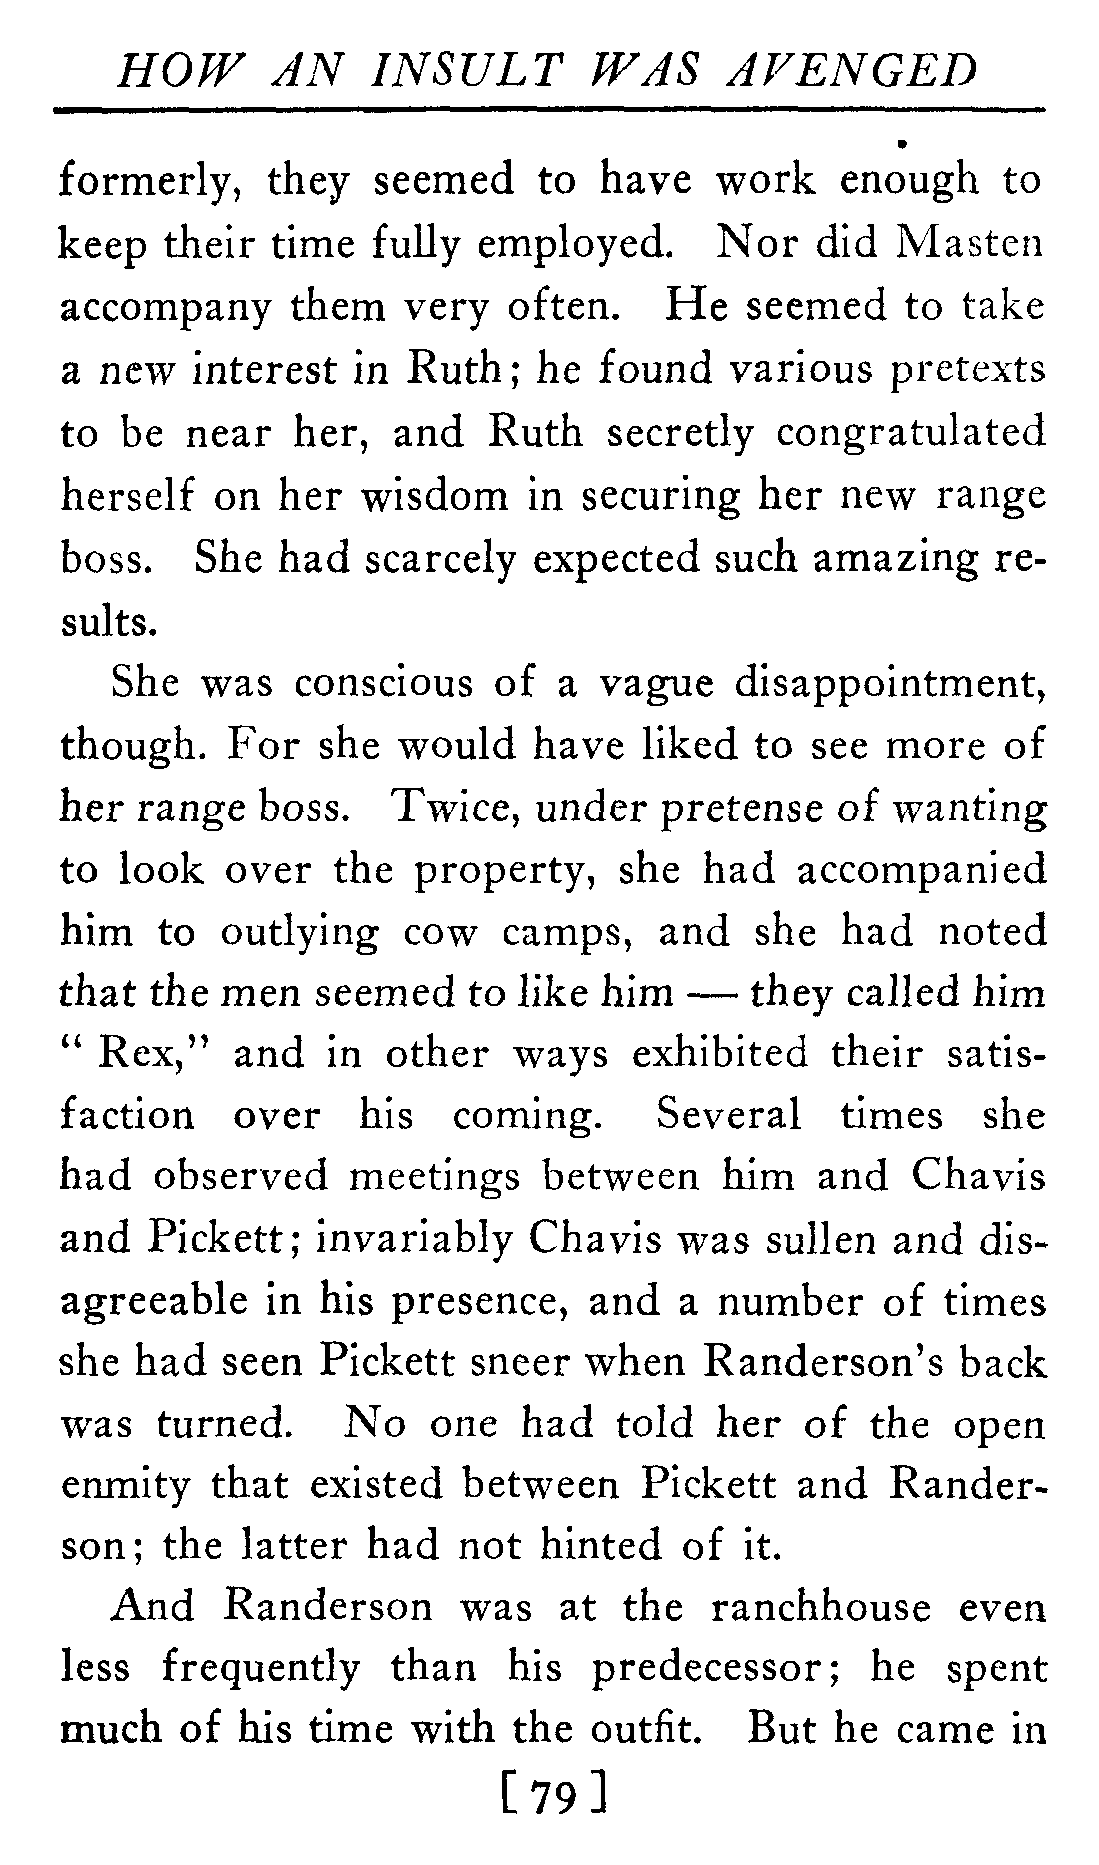 HOW AN INSULT WAS AVENGED
formerly, they seemed to have work enough to
keep their time fully employed. Nor did Masten
accompany them very often. He seemed to take
a new interest in Ruth; he found various pretexts
to be near her, and Ruth secretly congratulated
herself on her wisdom in securing her new range
boss. She had scarcely expected such amazing re-
sults.
She was conscious of a vague disappointment,
though. For she would have liked to see more of
her range boss. Twice, under pretense of wanting
to look over the property, she had accompanied
him to outlying cow camps, and she had noted
that the men seemed to like him — they called him
" Rex," and in other ways exhibited their satis-
faction over his coming. Several times she
had observed meetings between him and Chavis
and Pickett; invariably Chavis was sullen and dis-
agreeable in his presence, and a number of times
she had seen Pickett sneer when Randerson's back
was turned. No one had told her of the open
enmity that existed between Pickett and Rander-
son; the latter had not hinted of it.
And Randerson was at the ranchhouse even
less frequently than his predecessor; he spent
much of his time with the outfit. But he came in
[ 79 ]